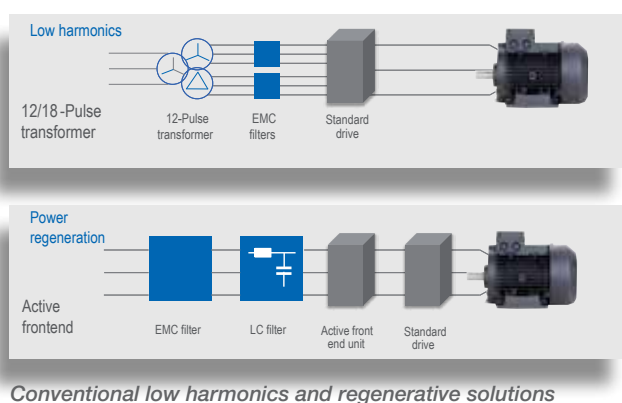 Low harmonics
12/18-Pulse
transformer
12-Pulse
transformer
EMC
filters
Standard
drive
Power
regeneration
Active
frontend
EMC filter
LC filter
Active front
end unit
Standard
drive
Conventional low harmonics and regenerative solutions